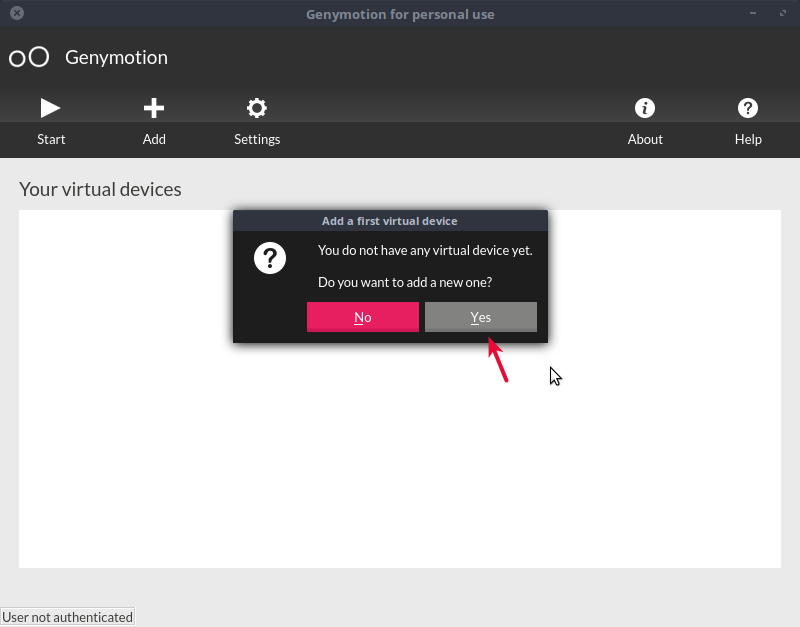 Genymotion for personal use
Genymotion
Start Add Settings About Help
Your virtual devices
Add a first virtual device
You do not have any virtual device yet.
Do you want to add a new one?
No Yes
User not authenticated